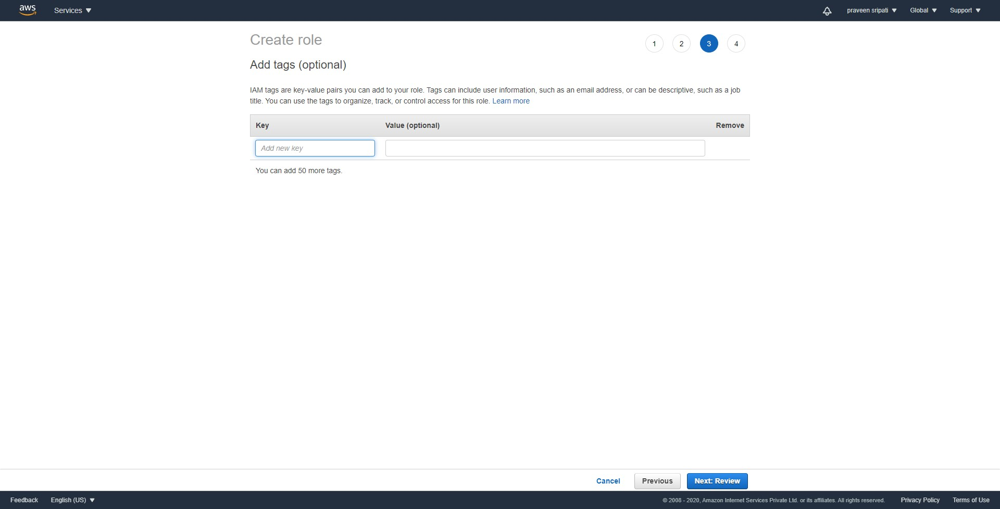 aws
Services
praveen sripati
Global
Support
Create role
1
2
3
4
Add tags (optional)
IAM tags are key-value pairs you can add to your role. Tags can include user information, such as an email address, or can be descriptive, such as a job
title. You can use the tags to organize, track, or control access for this role. Learn more
Key
Value (optional)
Remove
Add new key
You can add 50 more tags.
Cancel
Previous
Next: Review
Feedback
English (US)
© 2008 - 2020, Amazon Internet Services Private Ltd. or its affiliates. All rights reserved.
Privacy Policy
Terms of Use